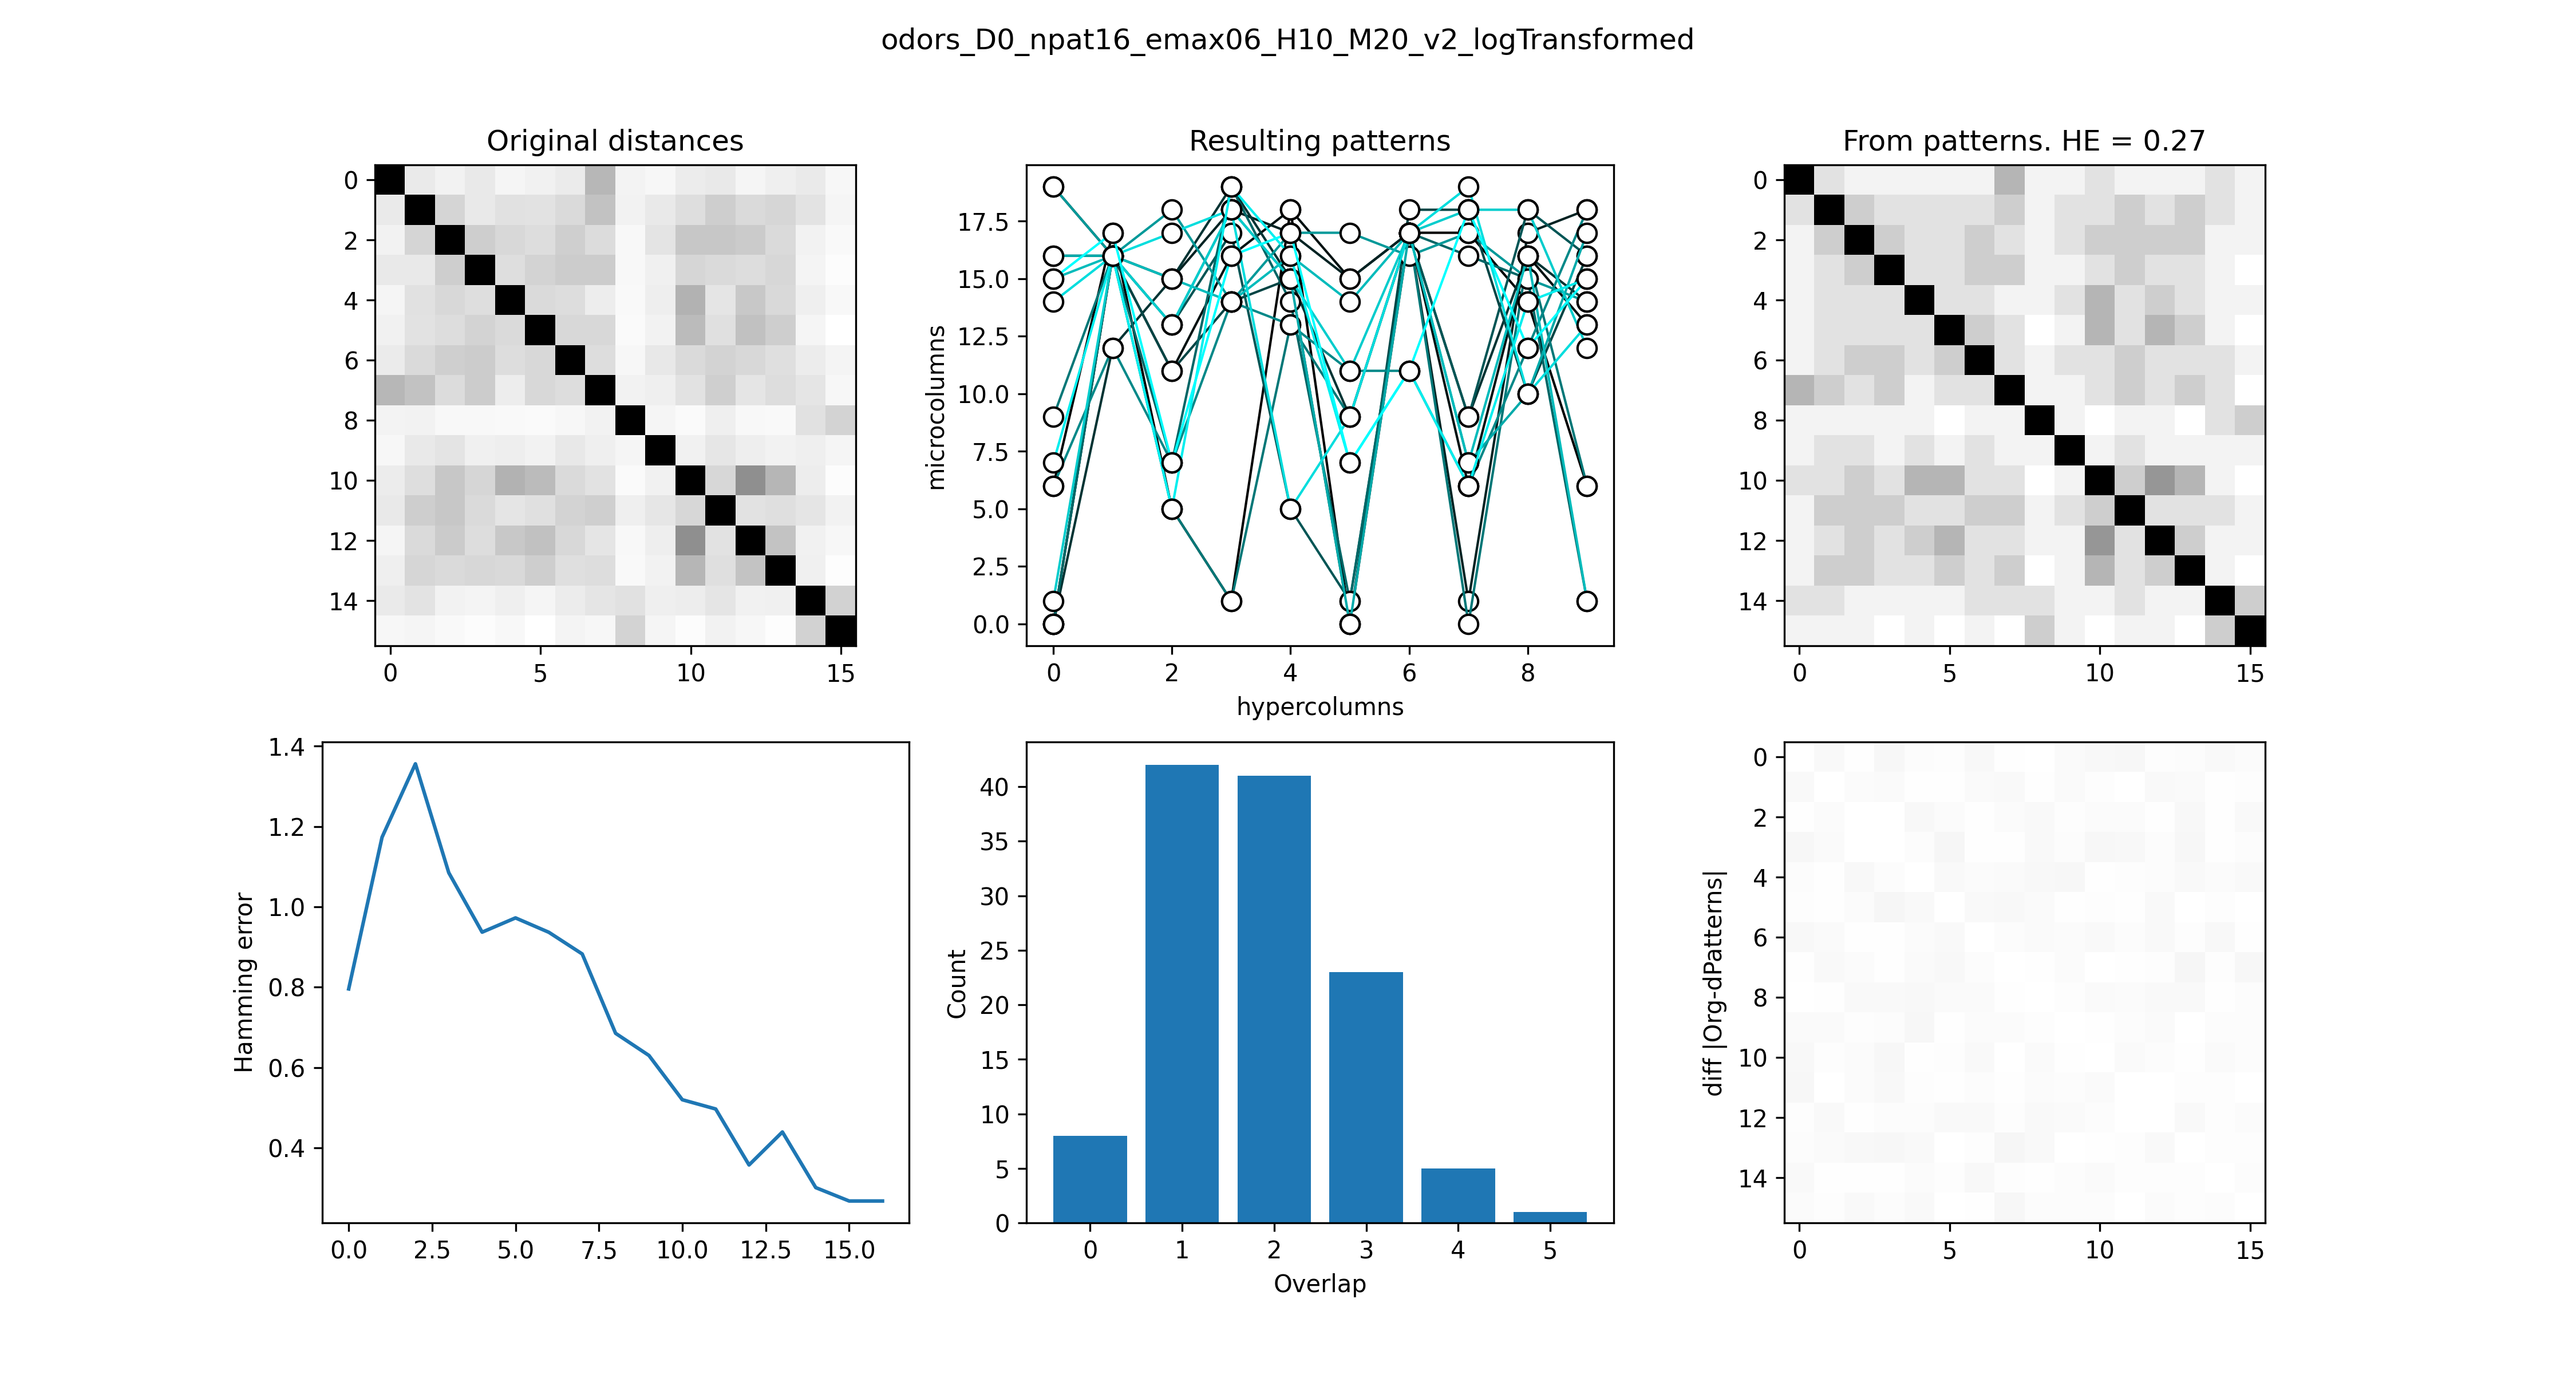 odors_D0_npat16_emax06_H10_M20_v2_logTransformed
Original distances
0
2
4
6
8
10
12
14
0 5 10 15
Resulting patterns
microcolumns
17.5
15.0
12.5
10.0
7.5
5.0
2.5
0.0
0 2 4 6 8
hypercolumns
From patterns. HE = 0.27
0
2
4
6
8
10
12
14
0 5 10 15
Hamming error
1.4
1.2
1.0
0.8
0.6
0.4
0.0 2.5 5.0 7.5 10.0 12.5 15.0
Count
40
35
30
25
20
15
10
5
0
0 1 2 3 4 5
Overlap
diff |Org-dPatterns|
0
2
4
6
8
10
12
14
0 5 10 15